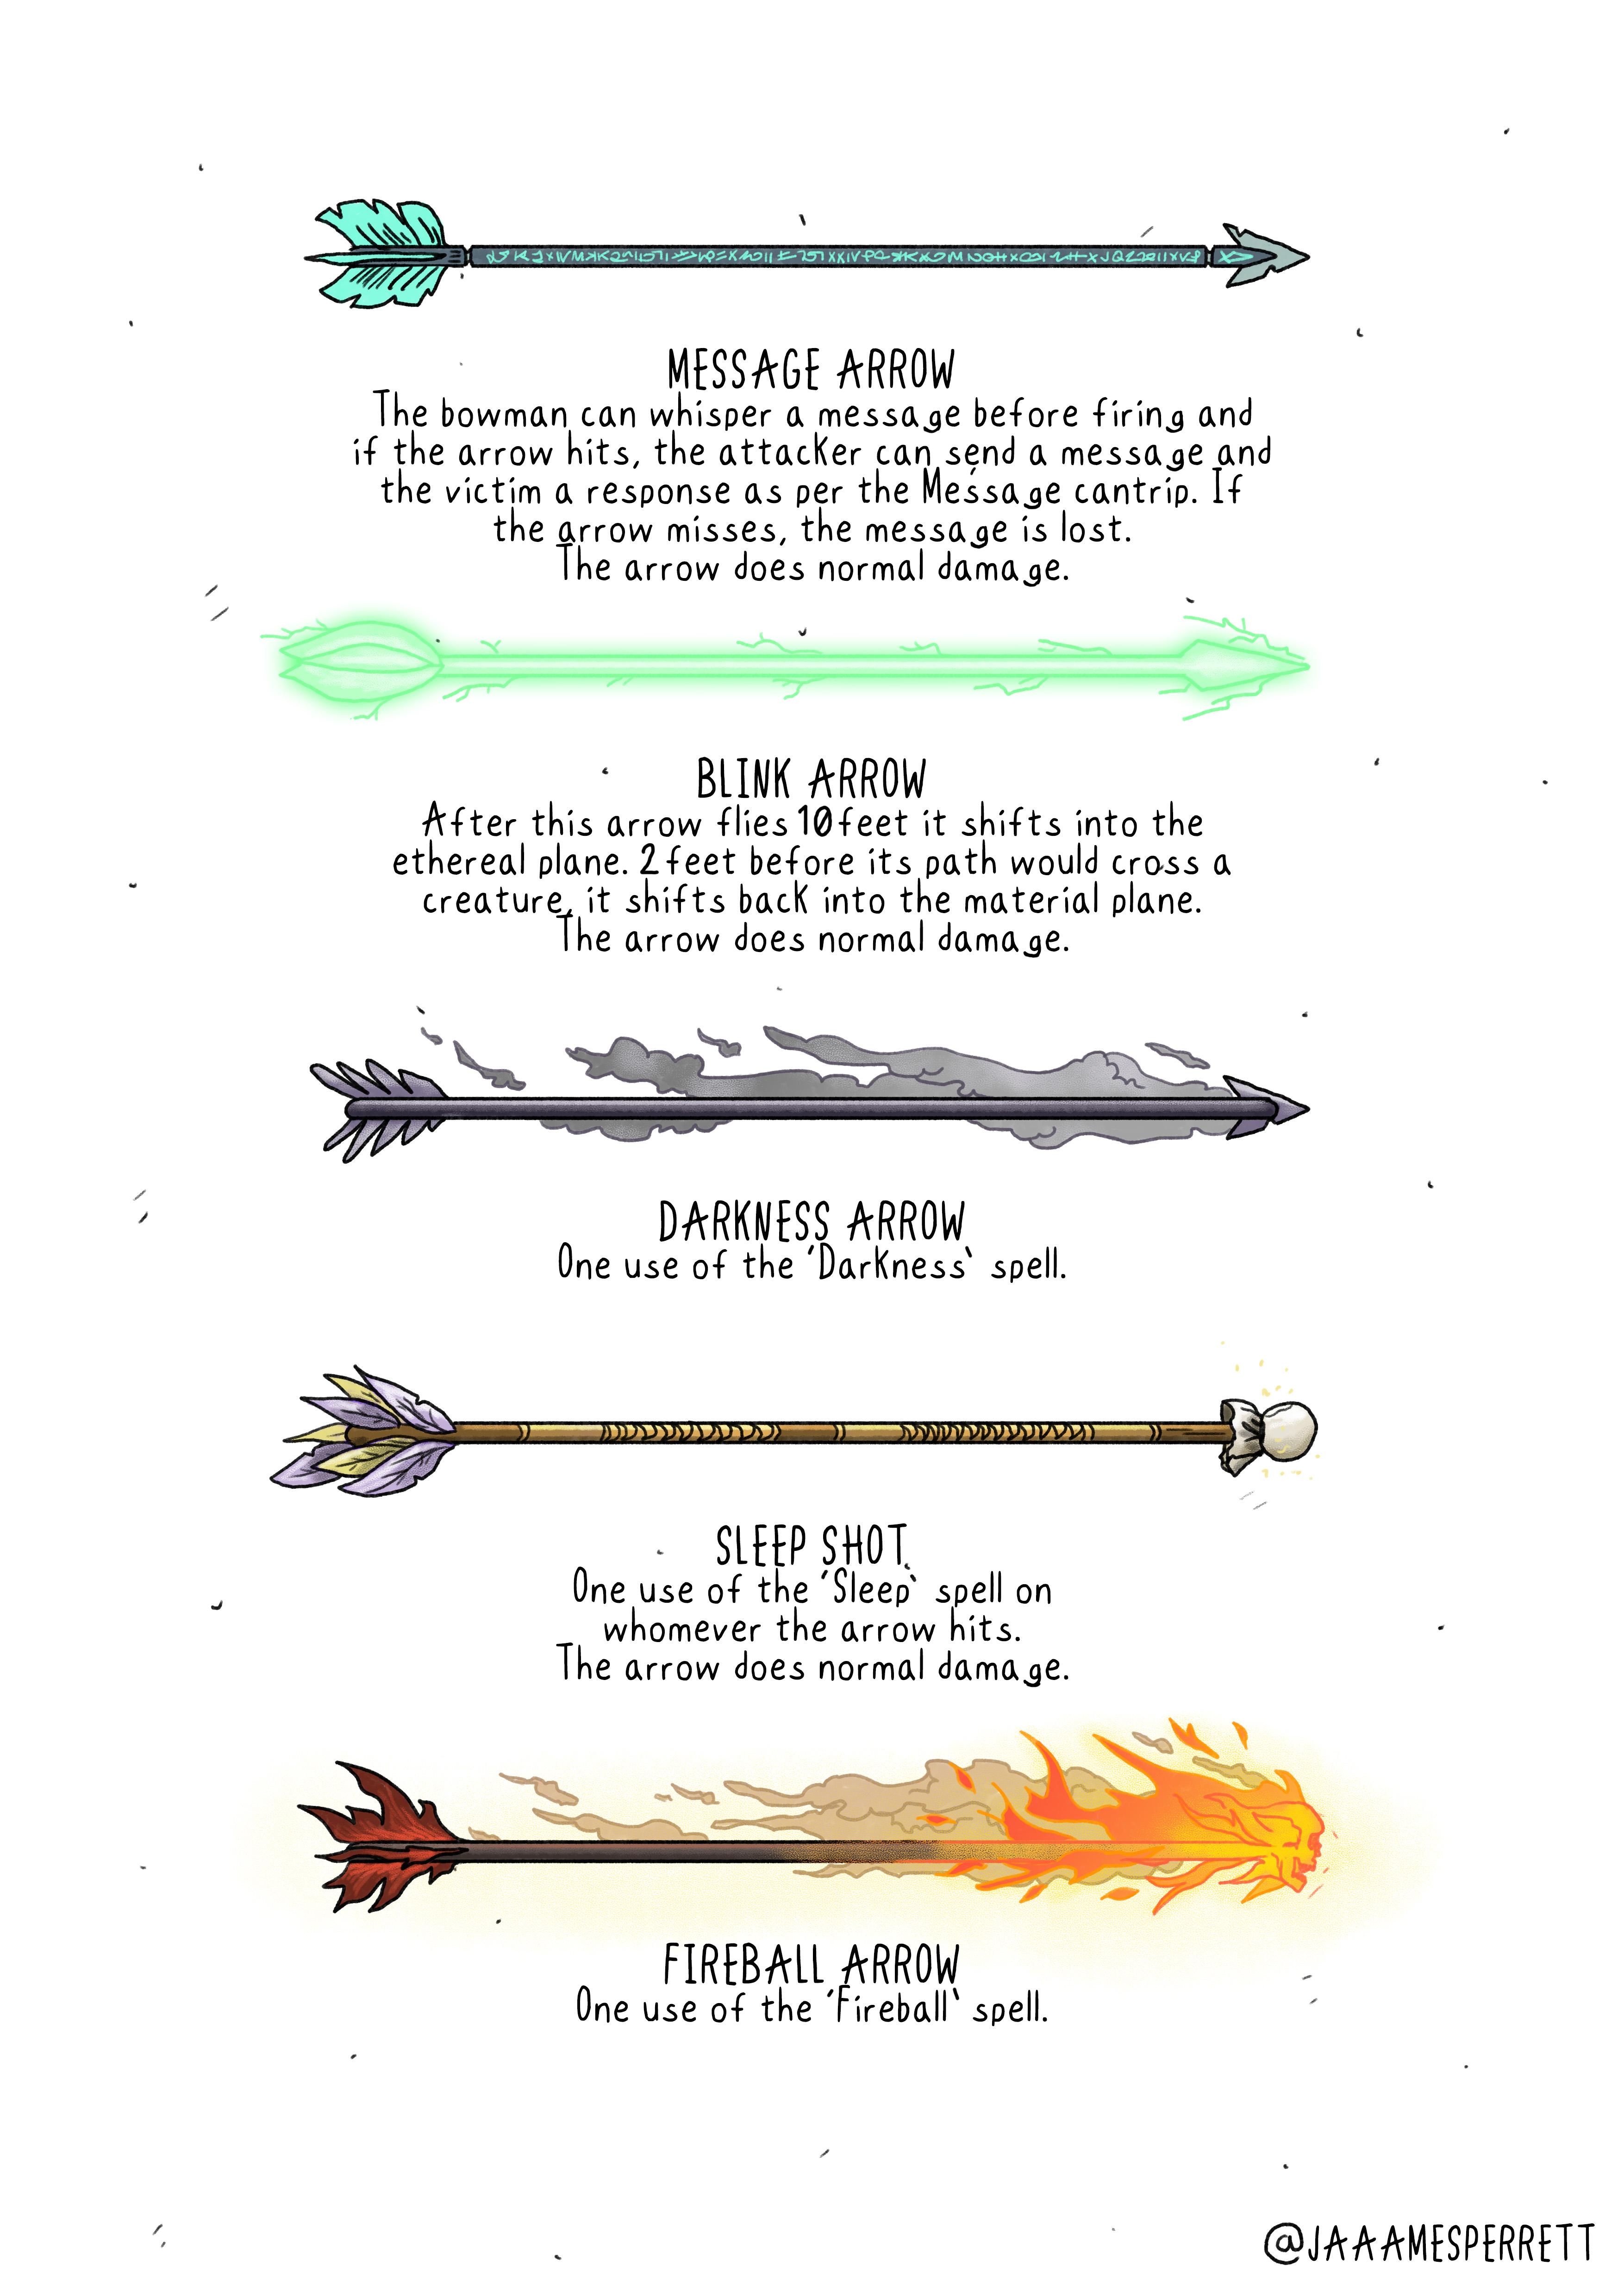 MESSAGE ARROW
The bowman can whisper a message before firing and
if the arrow hits, the attacker can send a message and
the victim a response as per the Message cantrip. If
the arrow misses, the message is lost.
The arrow does normal damage.
BLINK ARROW
After this arrow flies 10 feet it shifts into the
ethereal plane. 2 feet before its path would cross a
creature, it shifts back into the material plane.
The arrow does normal damage.
DARKNESS ARROW
One use of the ‘Darkness‘ spell.
SLEEP SHOT
One use of the ‘Sleep‘ spell on
whomever the arrow hits.
The arrow does normal damage.
FIREBALL ARROW
One use of the ‘Fireball‘ spell.
@JAAAMESPERRETT